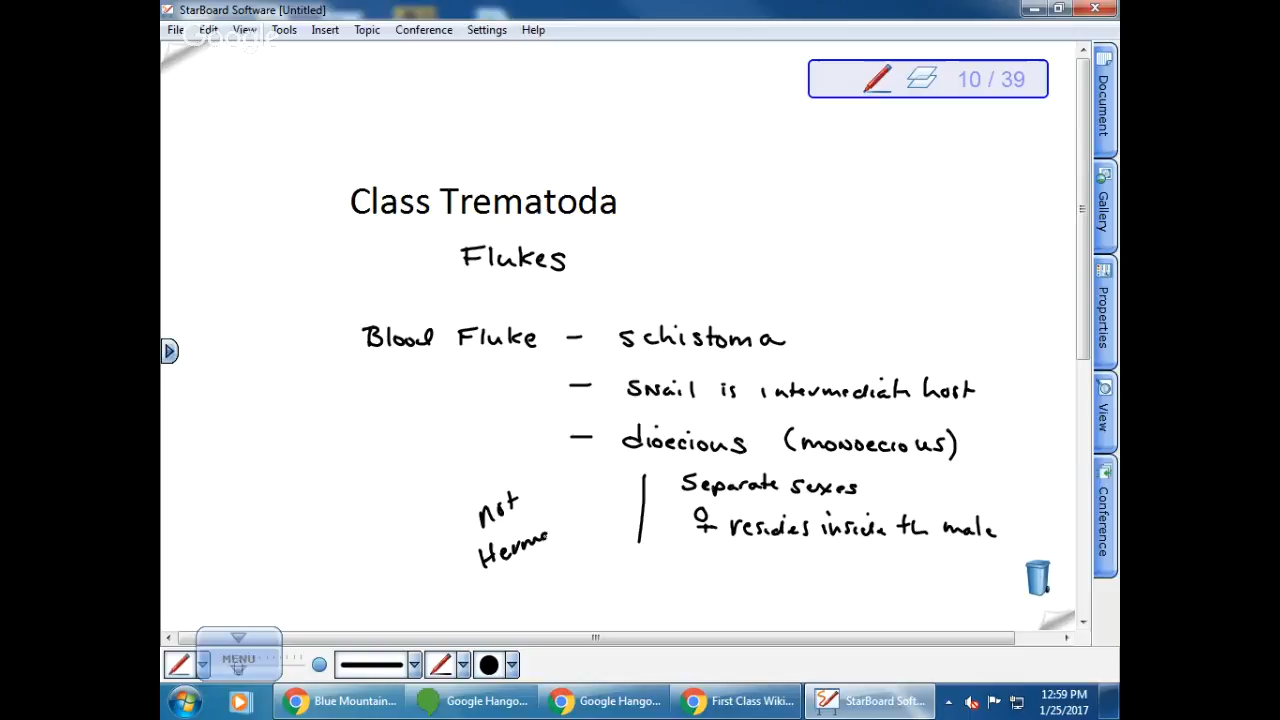 StarBoard Software [Untitled]
File Edit View Tools Insert Topic Conference Settings Help
Google
10 / 39
Document
Gallery
Properties
View
Conference
Class Trematoda
Flukes
Blood Fluke – schistoma
– snail is intermediate host
– dioecious (monoecious)
Separate sexes
♀ resides inside the male
Not
Herma
MENU
Blue Mountain...
Google Hango...
Google Hango...
First Class Wiki...
StarBoard Soft...
12:59 PM
1/25/2017